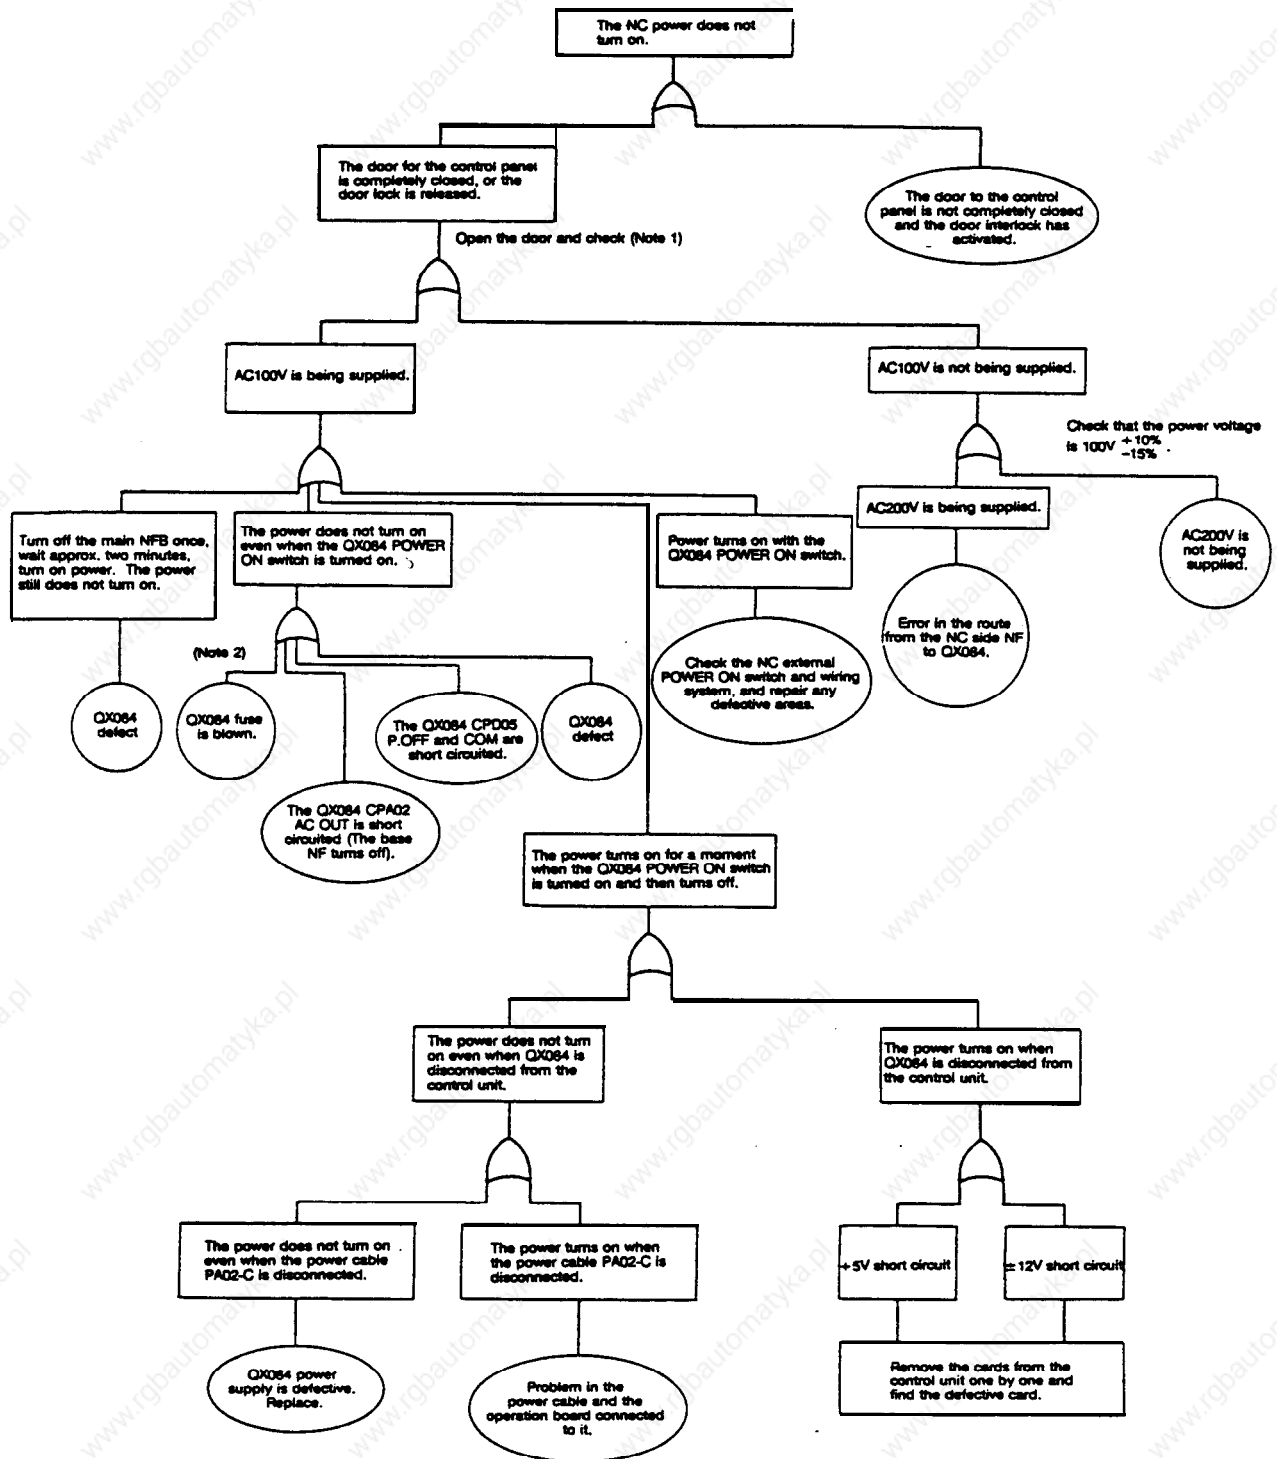 The NC power does not
turn on.
The door for the control panel
is completely closed, or the
door lock is released.
The door to the control
panel is not completely closed
and the door interlock has
activated.
Open the door and check (Note 1)
AC100V is being supplied.
AC100V is not being supplied.
Check that the power voltage
is 100V +10% -15% .
Turn off the main NFB once,
wait approx. two minutes,
turn on power. The power
still does not turn on.
The power does not turn on
even when the QX084 POWER
ON switch is turned on.
Power turns on with the
QX084 POWER ON switch.
AC200V is being supplied.
AC200V is
not being
supplied.
Error in the route
from the NC side NF
to QX084.
(Note 2)
Check the NC external
POWER ON switch and wiring
system, and repair any
defective areas.
QX084
defect
QX084 fuse
is blown.
The QX084 CPD05
P.OFF and COM are
short circuited.
QX084
defect
The QX084 CPA02
AC OUT is short
circuited (The base
NF turns off).
The power turns on for a moment
when the QX084 POWER ON switch
is turned on and then turns off.
The power does not turn
on even when QX084 is
disconnected from the
control unit.
The power turns on when
QX084 is disconnected from
the control unit.
The power does not turn on
even when the power cable
PA02-C is disconnected.
The power turns on when
the power cable PA02-C is
disconnected.
+5V short circuit
±12V short circuit
QX084 power
supply is defective.
Replace.
Problem in the
power cable and the
operation board connected
to it.
Remove the cards from the
control unit one by one and
find the defective card.
www.rgbautomatyka.pl